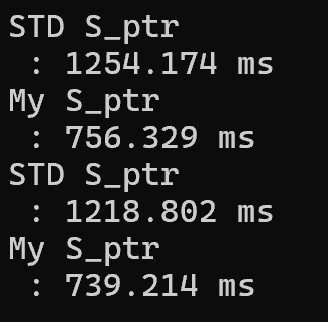 STD S_ptr
: 1254.174 ms
My S_ptr
: 756.329 ms
STD S_ptr
: 1218.802 ms
My S_ptr
: 739.214 ms